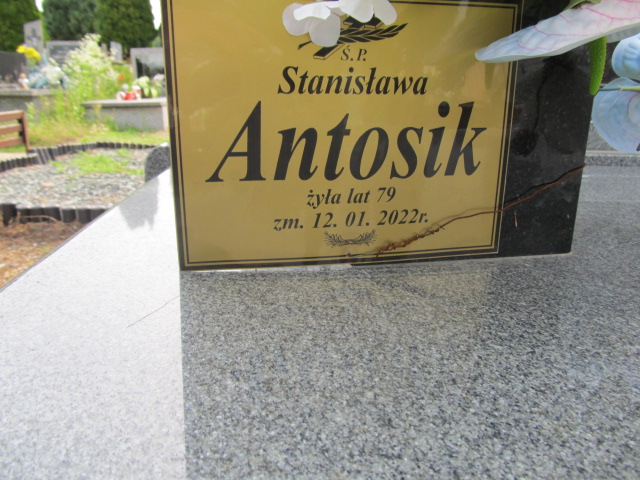 Ś.P.
Stanisława
Antosik
żyła lat 79
zm. 12. 01. 2022r.